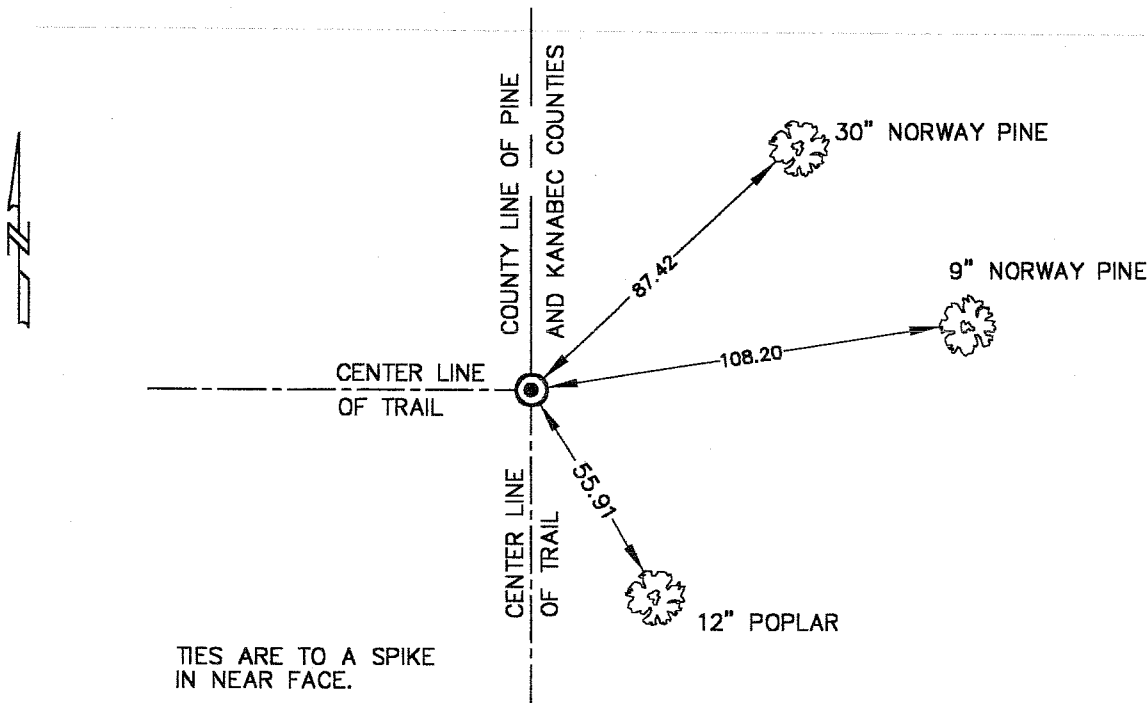 COUNTY LINE OF PINE
AND KANABEC COUNTIES
30" NORWAY PINE
N
87.42
9" NORWAY PINE
108.20
CENTER LINE
OF TRAIL
55.91
CENTER LINE
OF TRAIL
12" POPLAR
TIES ARE TO A SPIKE
IN NEAR FACE.